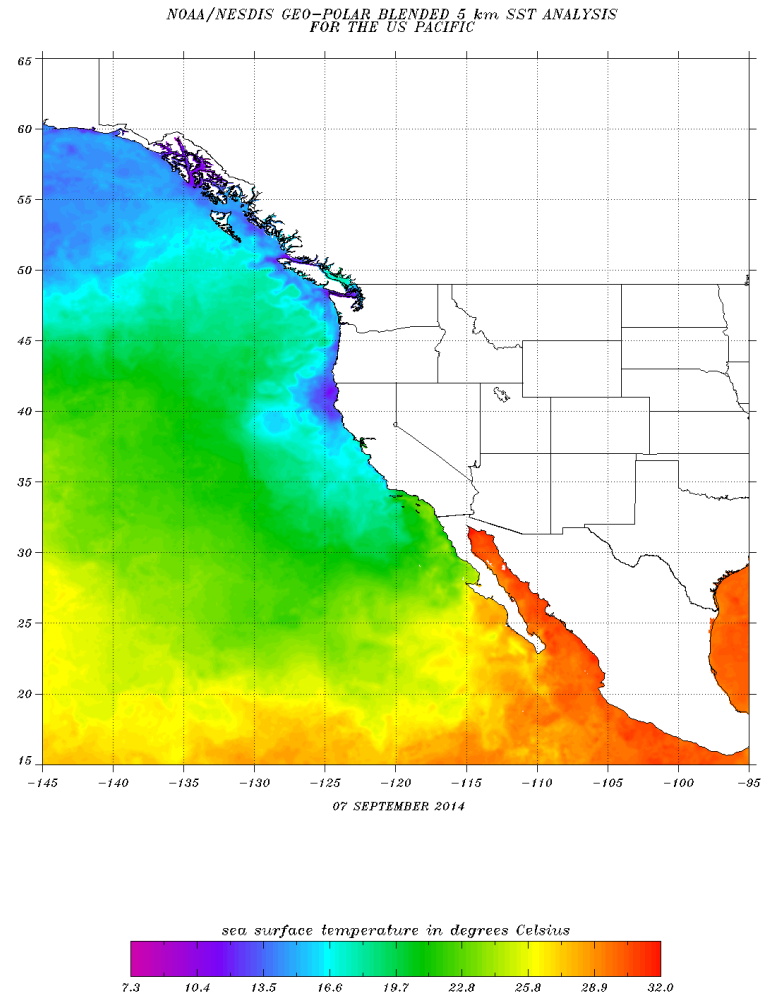 NOAA/NESDIS GEO-POLAR BLENDED 5 km SST ANALYSIS
FOR THE US PACIFIC
65
60
55
50
45
40
35
30
25
20
15
-145 -140 -135 -130 -125 -120 -115 -110 -105 -100 -95
07 SEPTEMBER 2014
sea surface temperature in degrees Celsius
7.3 10.4 13.5 16.6 19.7 22.8 25.8 28.9 32.0